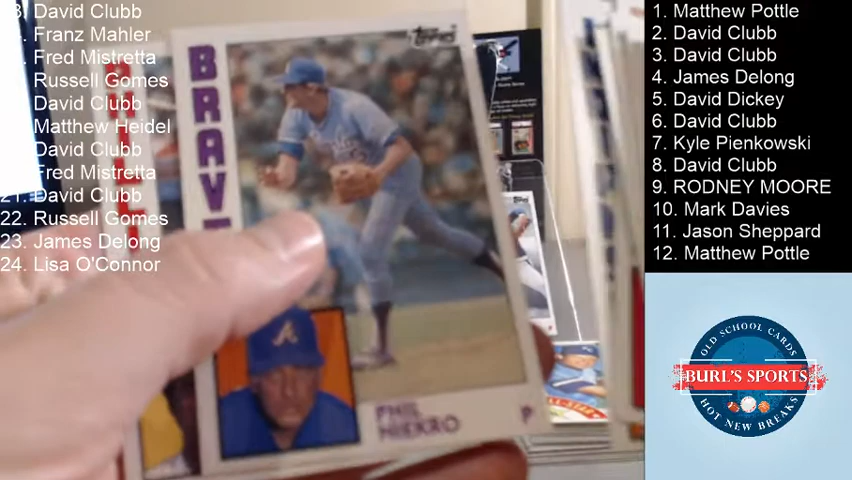 David Clubb
Franz Mahler
Fred Mistretta
Russell Gomes
David Clubb
Matthew Heidel
David Clubb
Fred Mistretta
21. David Clubb
22. Russell Gomes
23. James Delong
24. Lisa O'Connor
Topps
BRAVE
PHIL
NIEKRO
P
A
1. Matthew Pottle
2. David Clubb
3. David Clubb
4. James Delong
5. David Dickey
6. David Clubb
7. Kyle Pienkowski
8. David Clubb
9. RODNEY MOORE
10. Mark Davies
11. Jason Sheppard
12. Matthew Pottle
OLD SCHOOL CARDS
BURL'S SPORTS
HOT NEW BREAKS